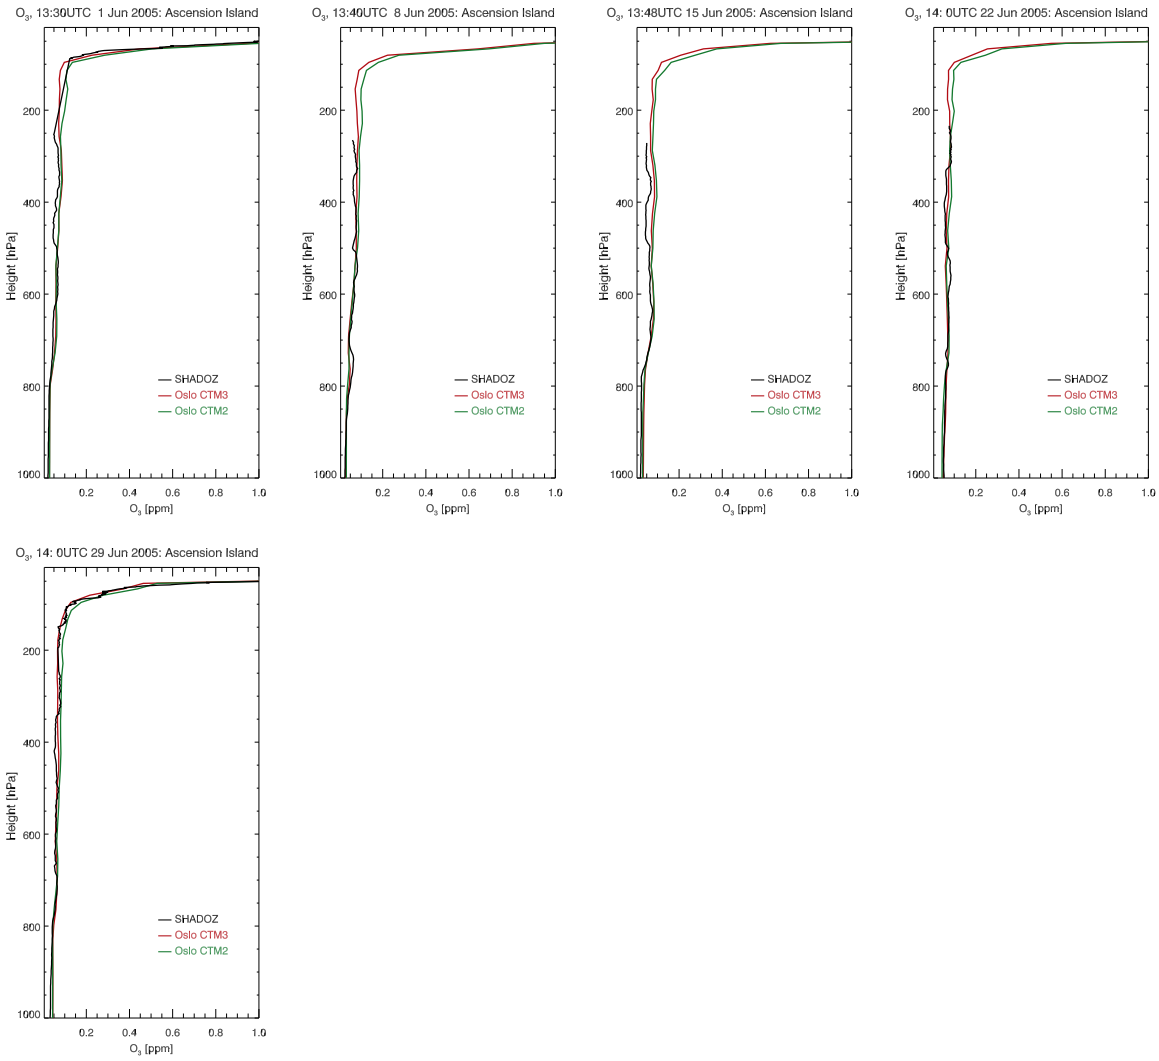 O3, 13:30UTC 1 Jun 2005: Ascension Island
Height [hPa]
200
400
600
800
1000
SHADOZ
Oslo CTM3
Oslo CTM2
0.2 0.4 0.6 0.8 1.0
O3 [ppm]
O3, 13:40UTC 8 Jun 2005: Ascension Island
Height [hPa]
200
400
600
800
1000
SHADOZ
Oslo CTM3
Oslo CTM2
0.2 0.4 0.6 0.8 1.0
O3 [ppm]
O3, 13:48UTC 15 Jun 2005: Ascension Island
Height [hPa]
200
400
600
800
1000
SHADOZ
Oslo CTM3
Oslo CTM2
0.2 0.4 0.6 0.8 1.0
O3 [ppm]
O3, 14: 0UTC 22 Jun 2005: Ascension Island
Height [hPa]
200
400
600
800
1000
SHADOZ
Oslo CTM3
Oslo CTM2
0.2 0.4 0.6 0.8 1.0
O3 [ppm]
O3, 14: 0UTC 29 Jun 2005: Ascension Island
Height [hPa]
200
400
600
800
1000
SHADOZ
Oslo CTM3
Oslo CTM2
0.2 0.4 0.6 0.8 1.0
O3 [ppm]